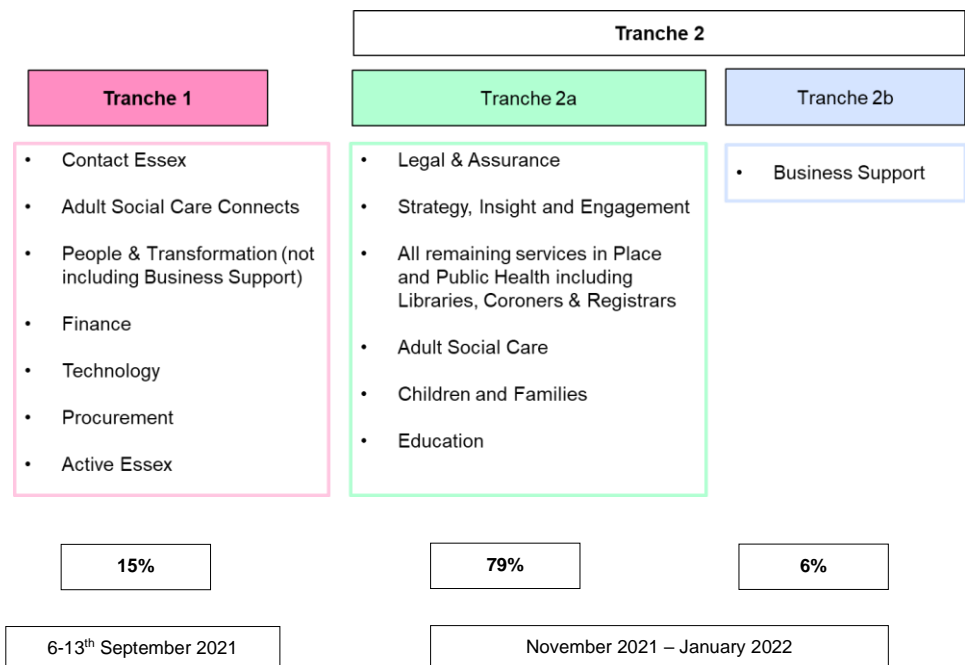 Tranche 2
Tranche 1
Tranche 2a
Tranche 2b
• Contact Essex
• Adult Social Care Connects
• People & Transformation (not
including Business Support)
• Finance
• Technology
• Procurement
• Active Essex
• Legal & Assurance
• Strategy, Insight and Engagement
• All remaining services in Place
and Public Health including
Libraries, Coroners & Registrars
• Adult Social Care
• Children and Families
• Education
• Business Support
15%
79%
6%
6-13th September 2021
November 2021 – January 2022